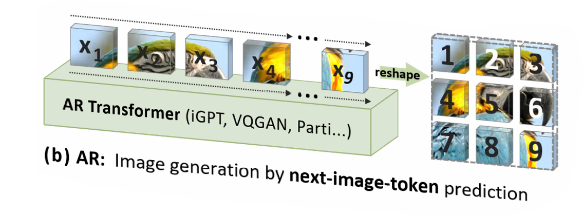 x1 x2 x3 x4 ... x9
...
reshape
1 2 3
4 5 6
7 8 9
AR Transformer (iGPT, VQGAN, Parti...)
(b) AR: Image generation by next-image-token prediction